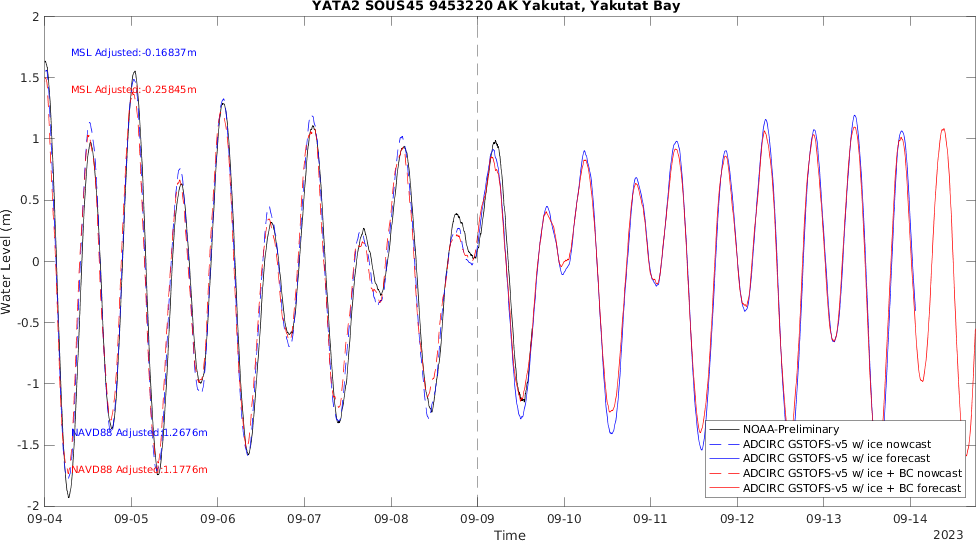 YATA2 SOUS45 9453220 AK Yakutat, Yakutat Bay
2
1.5
1
0.5
0
-0.5
-1
-1.5
-2
Water Level (m)
MSL Adjusted:-0.16837m
MSL Adjusted:-0.25845m
NAVD88 Adjusted:1.2676m
NAVD88 Adjusted:1.1776m
NOAA-Preliminary
ADCIRC GSTOFS-v5 w/ ice nowcast
ADCIRC GSTOFS-v5 w/ ice forecast
ADCIRC GSTOFS-v5 w/ ice + BC nowcast
ADCIRC GSTOFS-v5 w/ ice + BC forecast
09-04 09-05 09-06 09-07 09-08 09-09 09-10 09-11 09-12 09-13 09-14
Time
2023